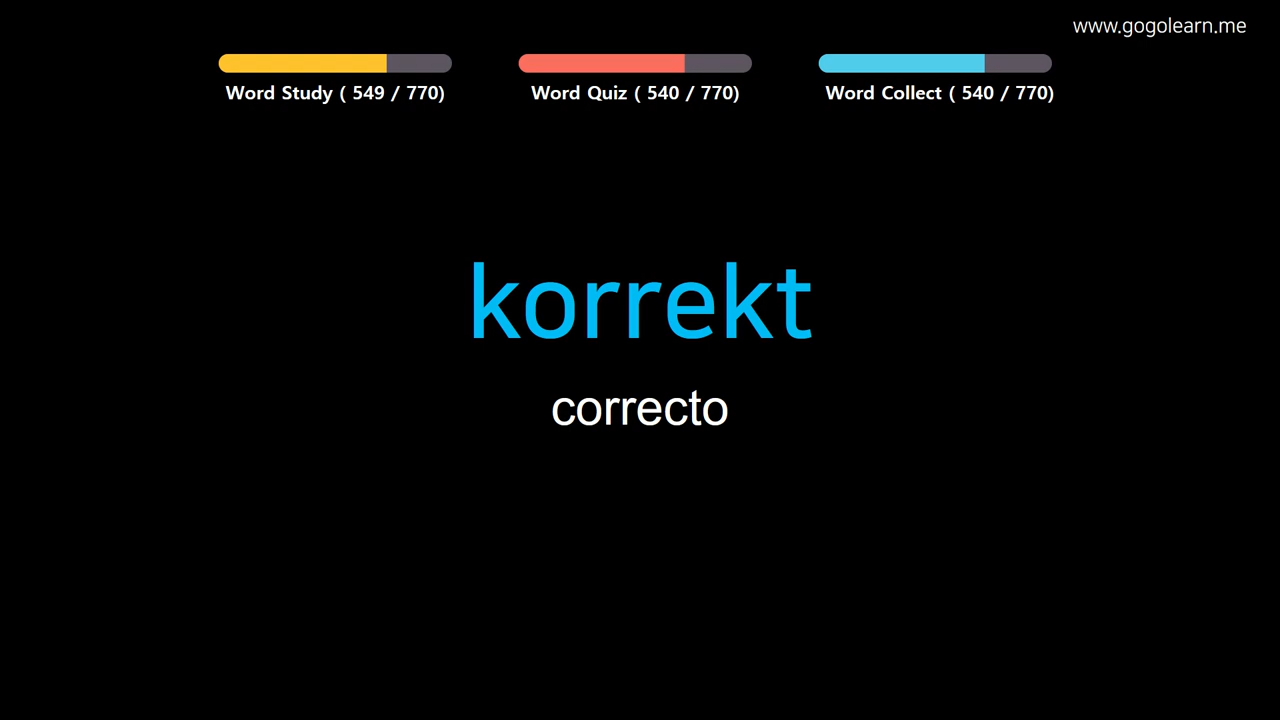 www.gogolearn.me
Word Study ( 549 / 770)
Word Quiz ( 540 / 770)
Word Collect ( 540 / 770)
korrekt
correcto